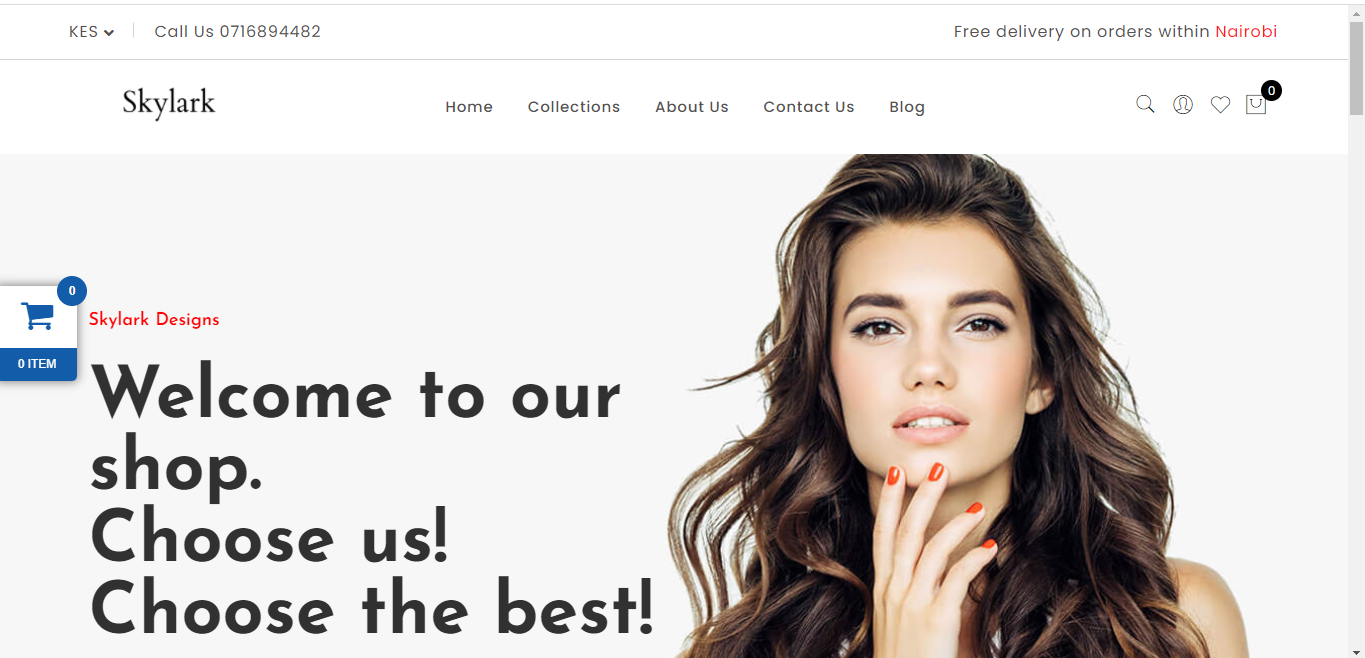 KES
Call Us 0716894482
Free delivery on orders within Nairobi
Skylark
Home
Collections
About Us
Contact Us
Blog
0
0
0 ITEM
Skylark Designs
Welcome to our
shop.
Choose us!
Choose the best!